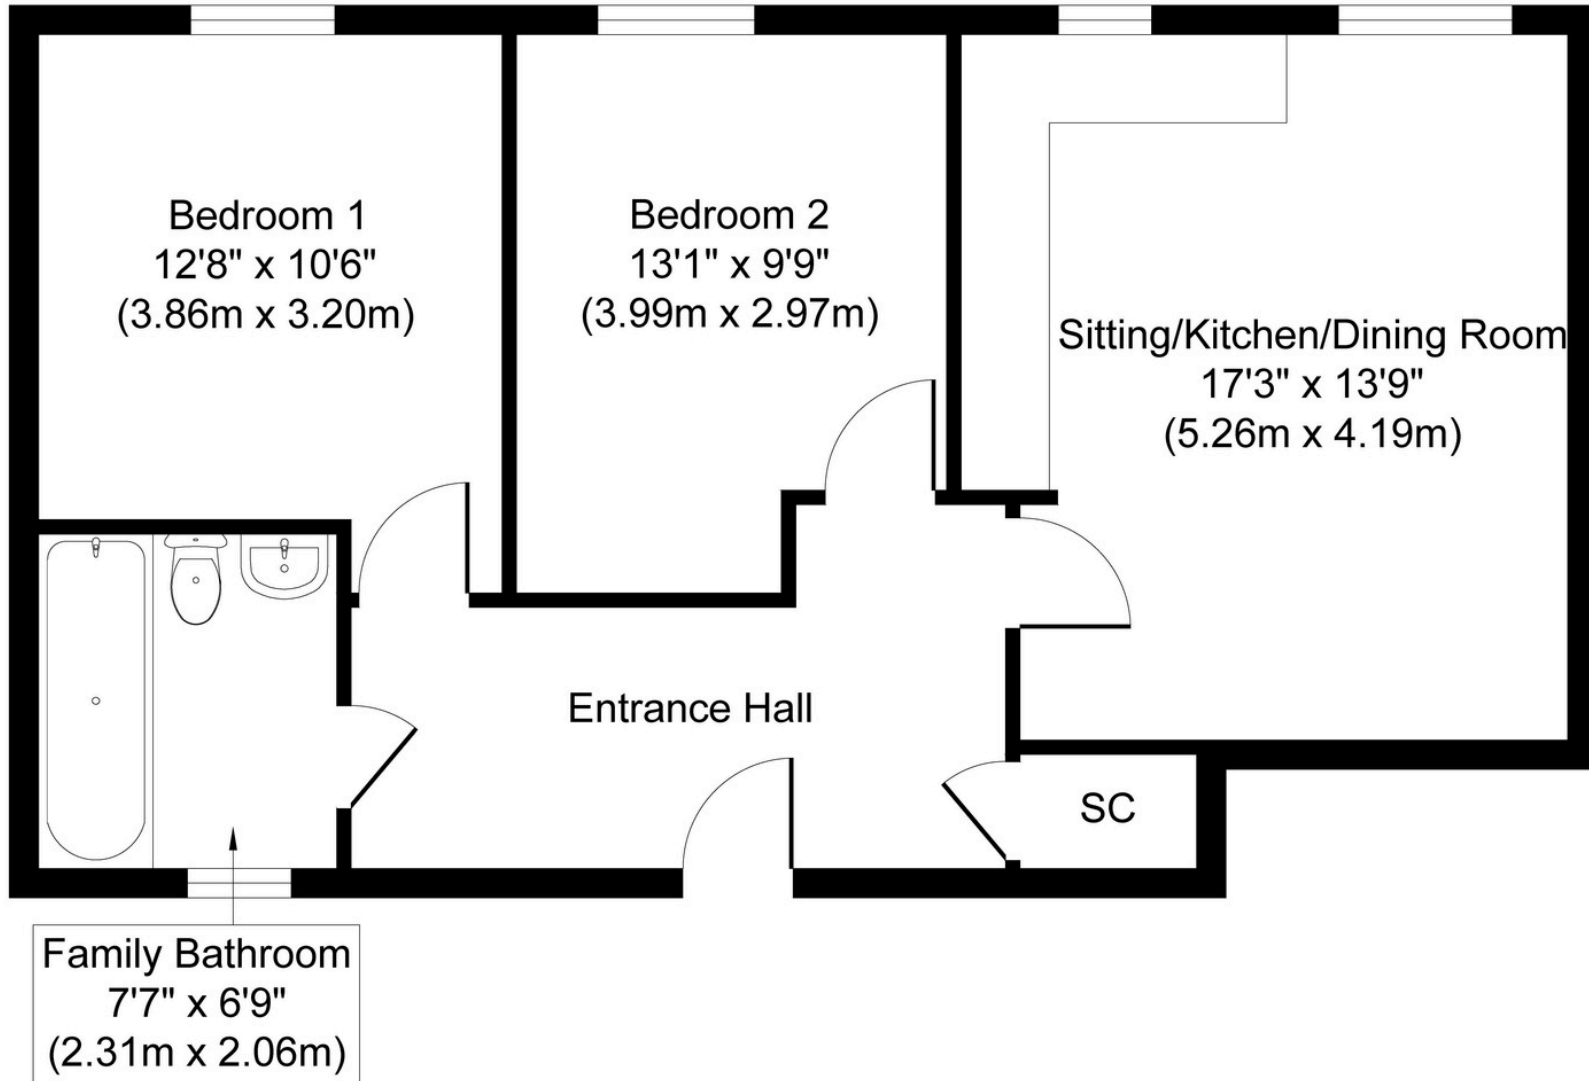 Bedroom 1
12'8" x 10'6"
(3.86m x 3.20m)
Bedroom 2
13'1" x 9'9"
(3.99m x 2.97m)
Sitting/Kitchen/Dining Room
17'3" x 13'9"
(5.26m x 4.19m)
Entrance Hall
SC
Family Bathroom
7'7" x 6'9"
(2.31m x 2.06m)